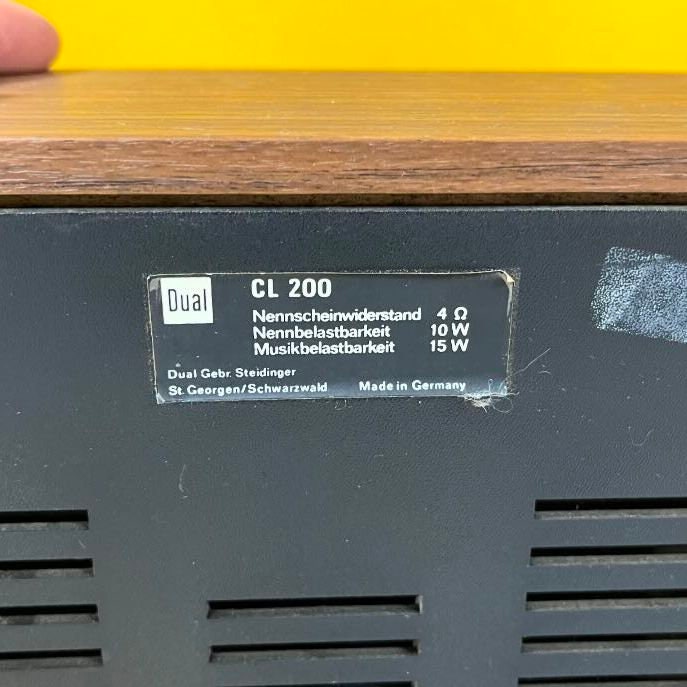 Dual
CL 200
Nennscheinwiderstand 4 Ω
Nennbelastbarkeit 10 W
Musikbelastbarkeit 15 W
Dual Gebr. Steidinger
St. Georgen/Schwarzwald Made in Germany